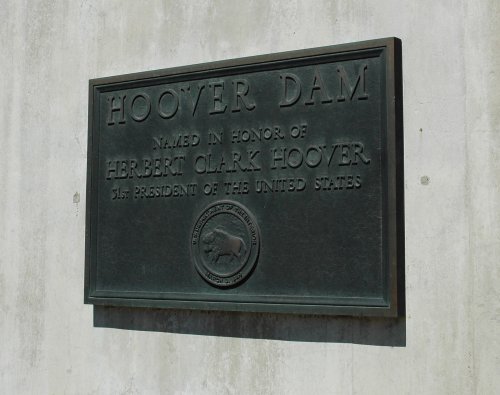 HOOVER DAM
NAMED IN HONOR OF
HERBERT CLARK HOOVER
31ST PRESIDENT OF THE UNITED STATES